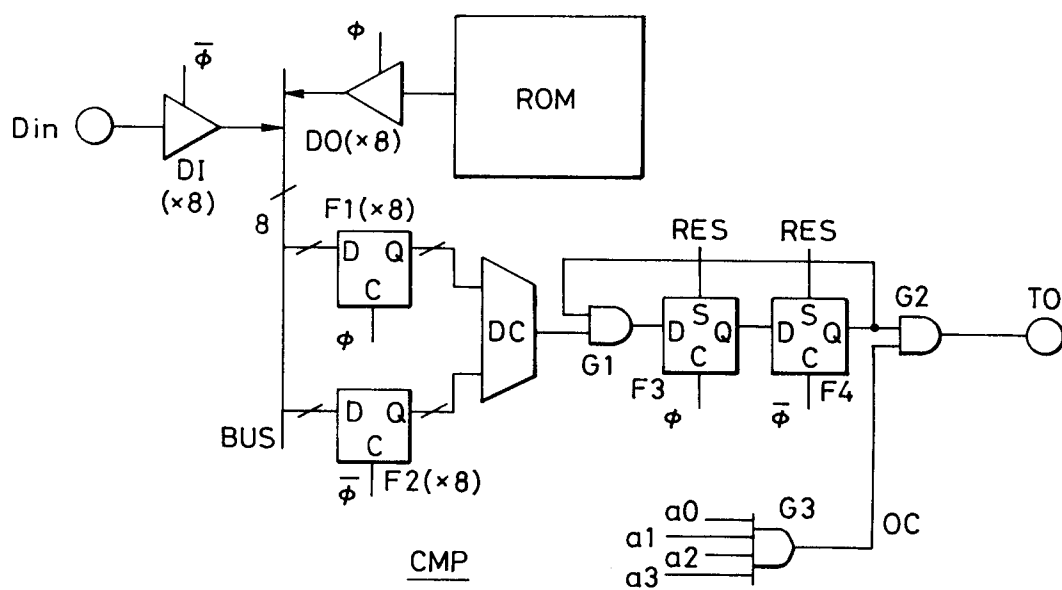 ϕ
ϕ̅
ROM
Din
DO(×8)
DI
(×8)
8
F1(×8)
D Q
C
ϕ
RES
RES
G2
TO
DC
G1
D S Q
C
D S Q
C
F3
F4
ϕ
ϕ̅
BUS
D Q
C
ϕ̅
F2(×8)
a0
G3
OC
a1
a2
a3
CMP